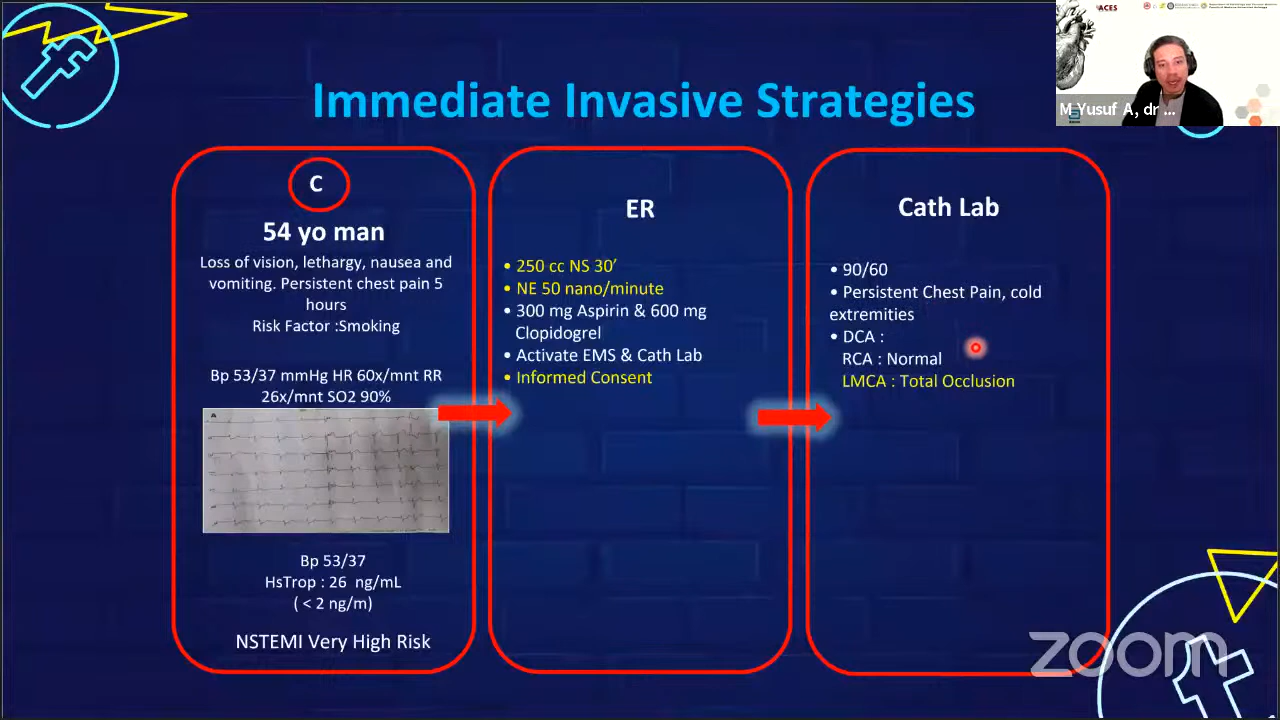 Immediate Invasive Strategies
ACES
M Yusuf A, dr ...
C
54 yo man
Loss of vision, lethargy, nausea and
vomiting. Persistent chest pain 5
hours
Risk Factor :Smoking
Bp 53/37 mmHg HR 60x/mnt RR
26x/mnt SO2 90%
A
Bp 53/37
HsTrop : 26 ng/mL
( < 2 ng/m)
NSTEMI Very High Risk
ER
• 250 cc NS 30’
• NE 50 nano/minute
• 300 mg Aspirin & 600 mg
Clopidogrel
• Activate EMS & Cath Lab
• Informed Consent
Cath Lab
• 90/60
• Persistent Chest Pain, cold
extremities
• DCA :
RCA : Normal
LMCA : Total Occlusion
zoom